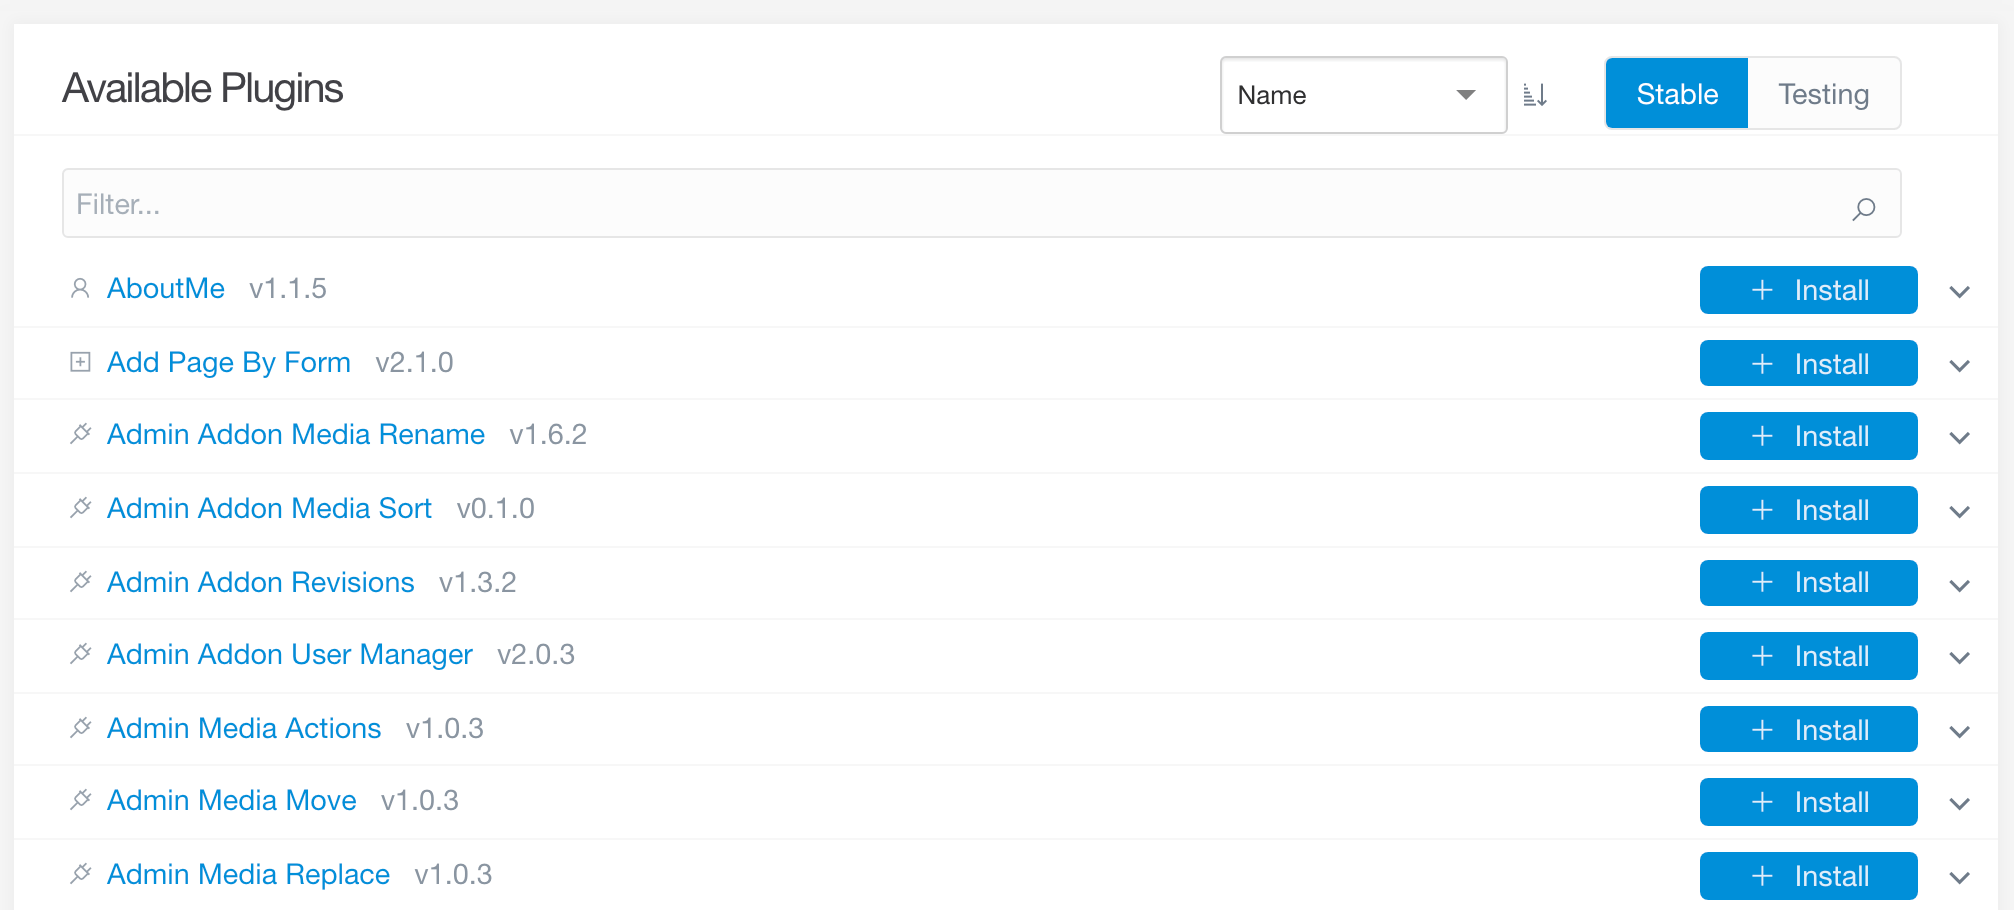 Available Plugins Name Stable Testing
Filter...
AboutMe v1.1.5 Install
Add Page By Form v2.1.0 Install
Admin Addon Media Rename v1.6.2 Install
Admin Addon Media Sort v0.1.0 Install
Admin Addon Revisions v1.3.2 Install
Admin Addon User Manager v2.0.3 Install
Admin Media Actions v1.0.3 Install
Admin Media Move v1.0.3 Install
Admin Media Replace v1.0.3 Install